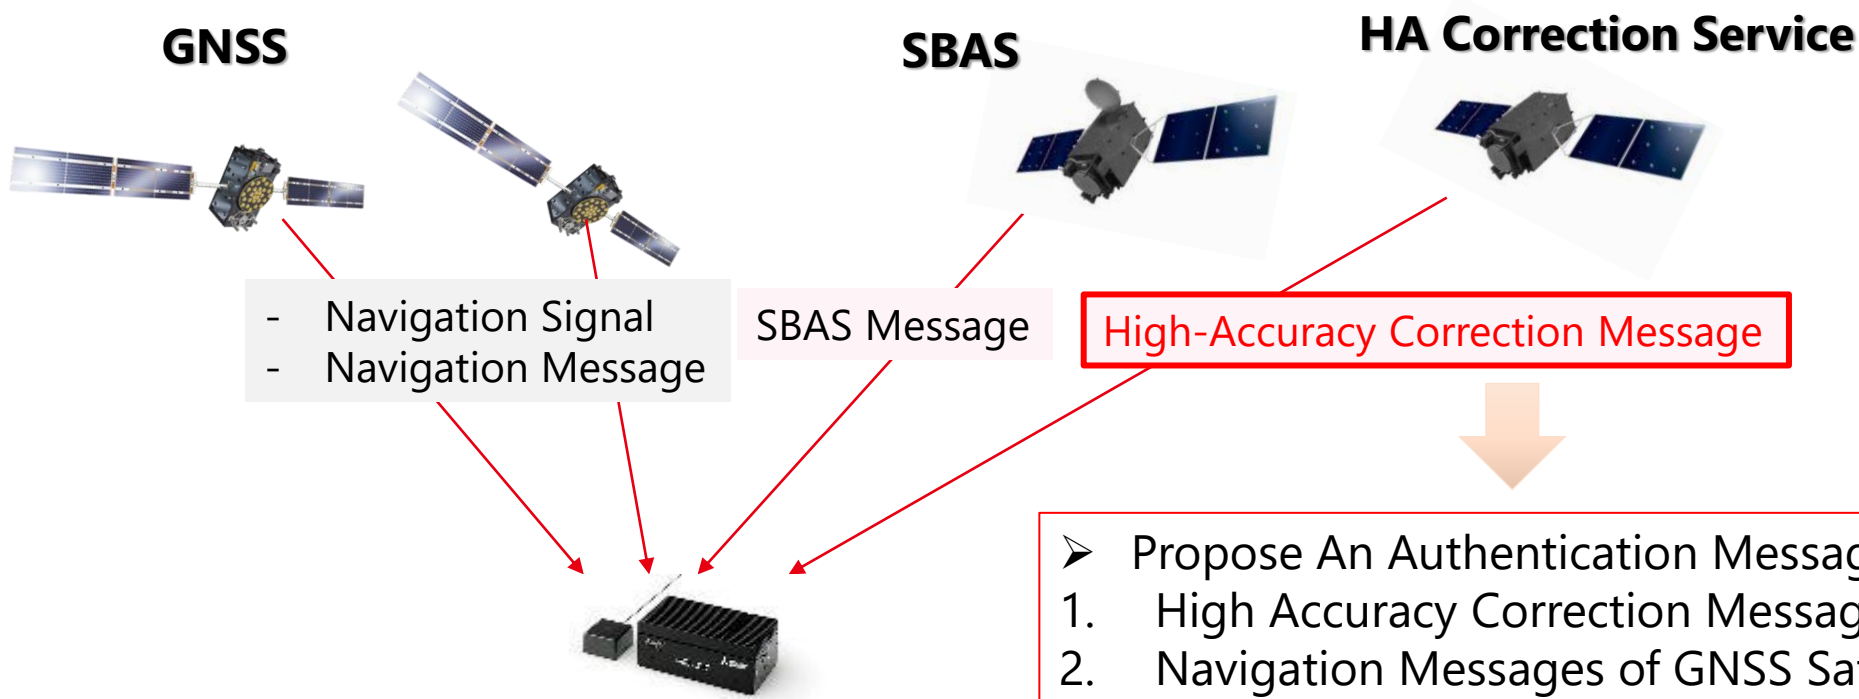 GNSS
SBAS
HA Correction Service
- Navigation Signal
- Navigation Message
SBAS Message
High-Accuracy Correction Message
➢ Propose An Authentication
1. High Accuracy Correction
2. Navigation Messages of GNSS